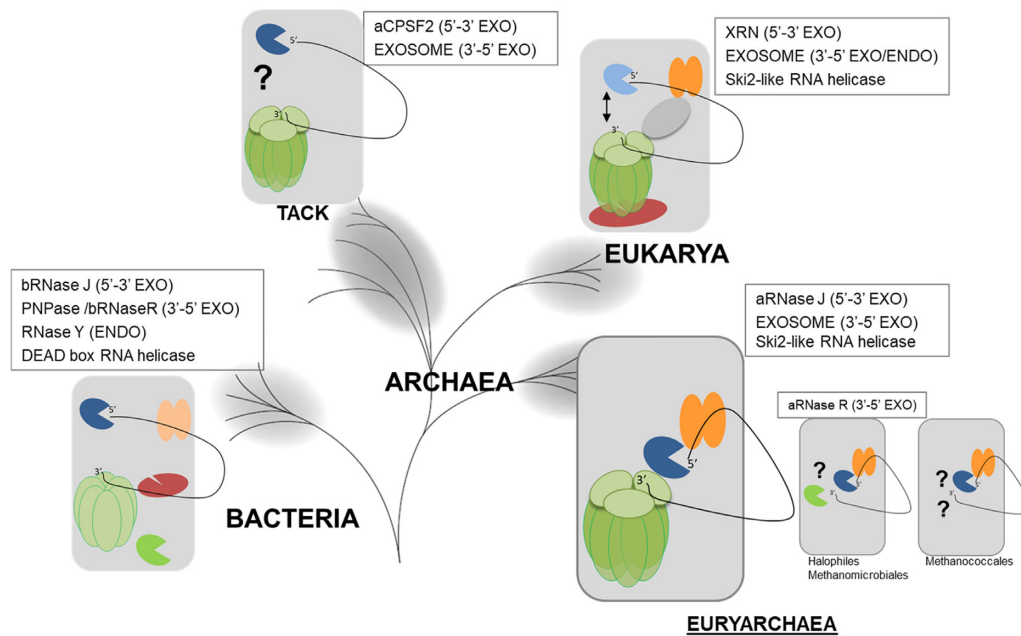 aCPSF2 (5'-3' EXO)
EXOSOME (3'-5' EXO)
5'
?
3'
TACK
XRN (5'-3' EXO)
EXOSOME (3'-5' EXO/ENDO)
Ski2-like RNA helicase
5'
3'
EUKARYA
bRNase J (5'-3' EXO)
PNPase /bRNaseR (3'-5' EXO)
RNase Y (ENDO)
DEAD box RNA helicase
5'
3'
BACTERIA
ARCHAEA
aRNase J (5'-3' EXO)
EXOSOME (3'-5' EXO)
Ski2-like RNA helicase
5'
3'
EURYARCHAEA
aRNase R (3'-5' EXO)
?
5'
3'
Halophiles
Methanomicrobiales
?
5'
3'
?
Methanococcales